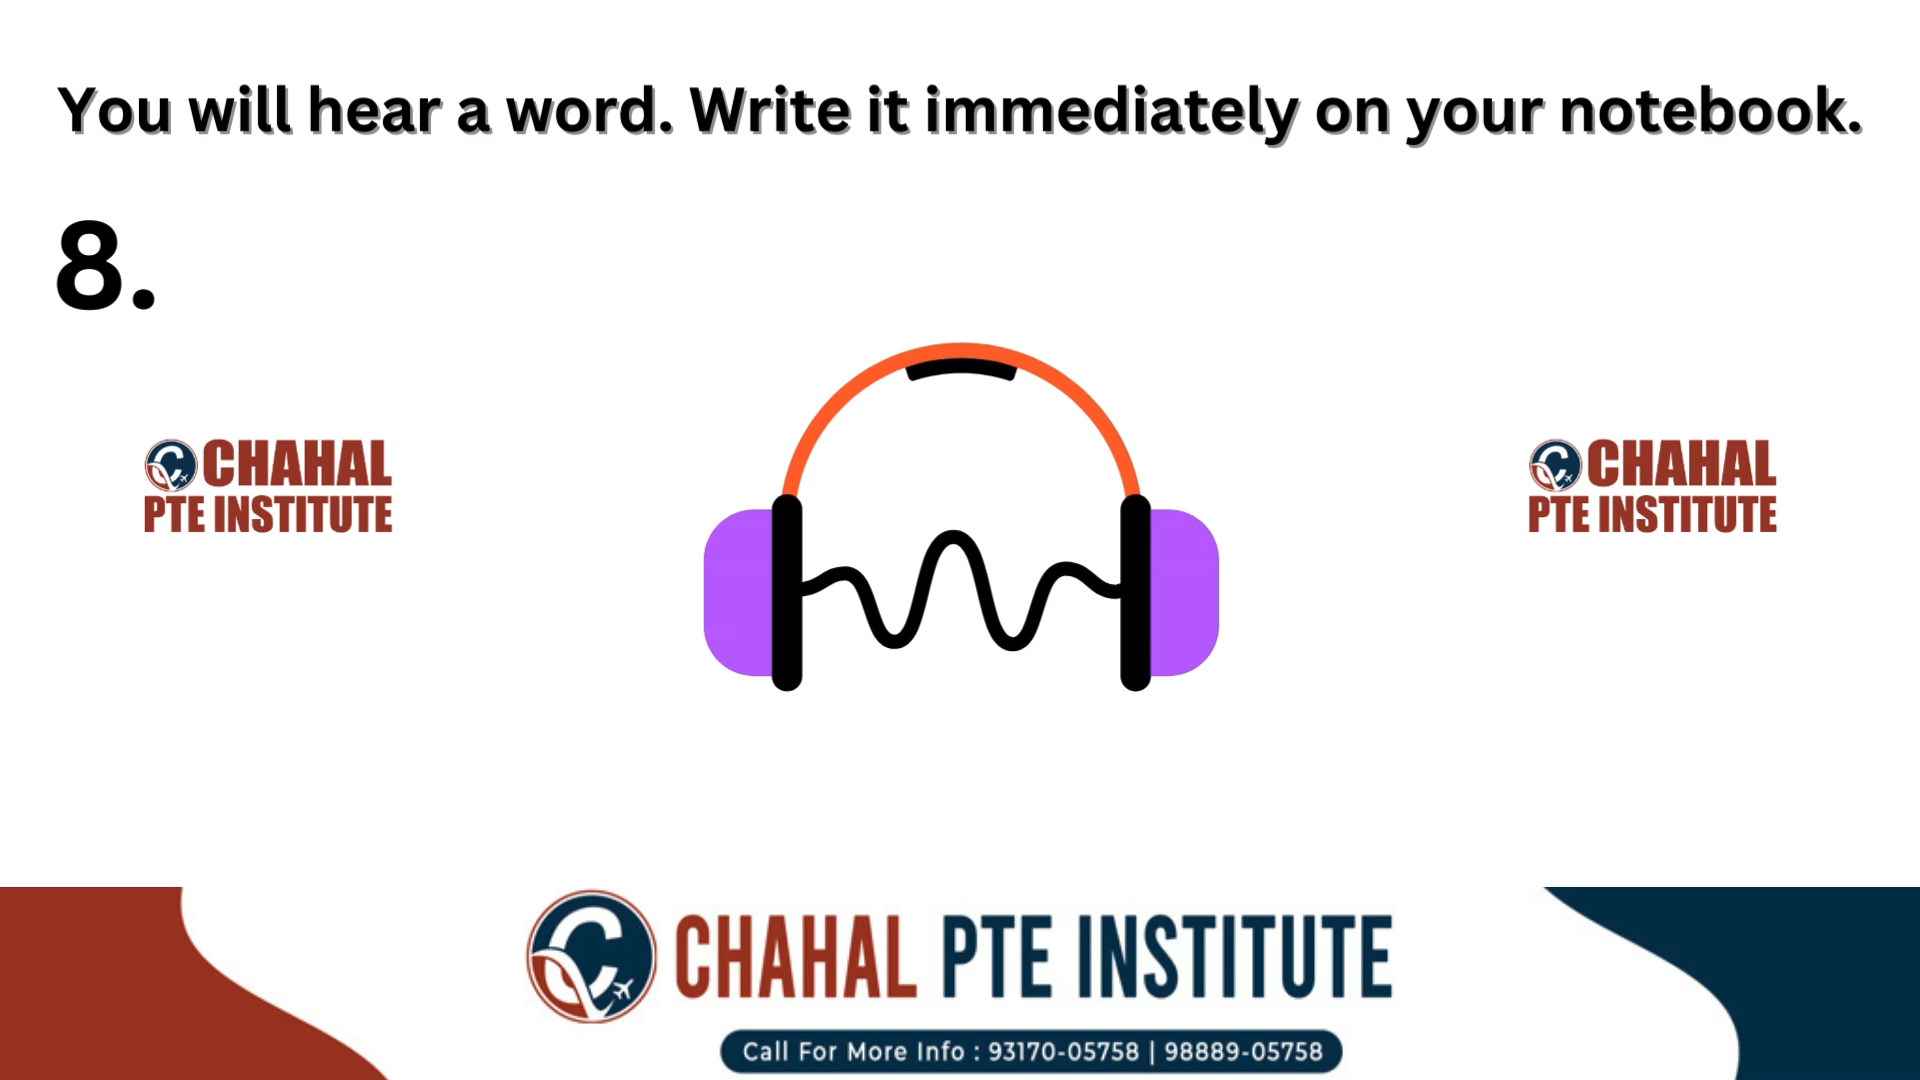 You will hear a word. Write it immediately on your notebook.
8.
CHAHAL
PTE INSTITUTE
CHAHAL
PTE INSTITUTE
CHAHAL PTE INSTITUTE
Call For More Info : 93170-05758 | 98889-05758